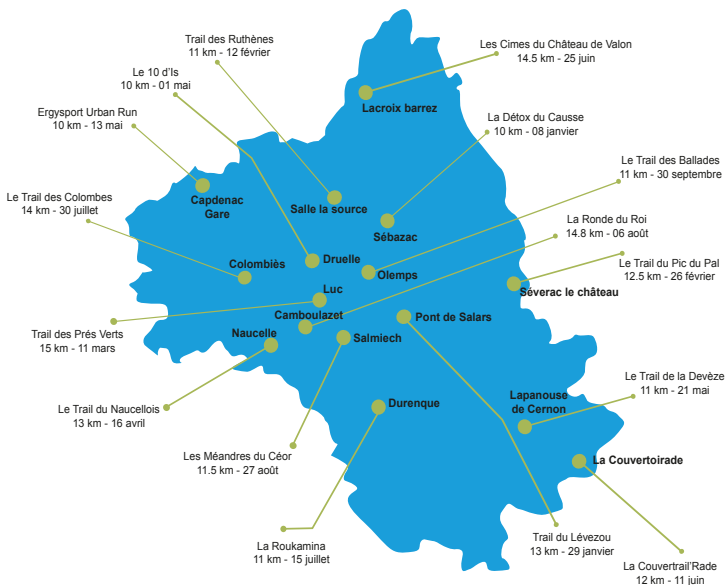 Trail des Ruthènes
11 km - 12 février
Les Cimes du Château de Valon
14.5 km - 25 juin
Le 10 d'Is
10 km - 01 mai
Ergysport Urban Run
10 km - 13 mai
Lacroix barrez
La Détox du Causse
10 km - 08 janvier
Le Trail des Ballades
11 km - 30 septembre
Le Trail des Colombes
14 km - 30 juillet
Capdenac
Gare
Salle la source
Sébazac
La Ronde du Roi
14.8 km - 06 août
Colombiès
Druelle
Olemps
Le Trail du Pic du Pal
12.5 km - 26 février
Séverac le château
Luc
Camboulazet
Pont de Salars
Trail des Prés Verts
15 km - 11 mars
Naucelle
Salmiech
Le Trail de la Devèze
11 km - 21 mai
Le Trail du Naucellois
13 km - 16 avril
Durenque
Lapanouse
de Cernon
Les Méandres du Céor
11.5 km - 27 août
La Couvertoirade
La Roukamina
11 km - 15 juillet
Trail du Lévezou
13 km - 29 janvier
La Couvertrail'Rade
12 km - 11 juin